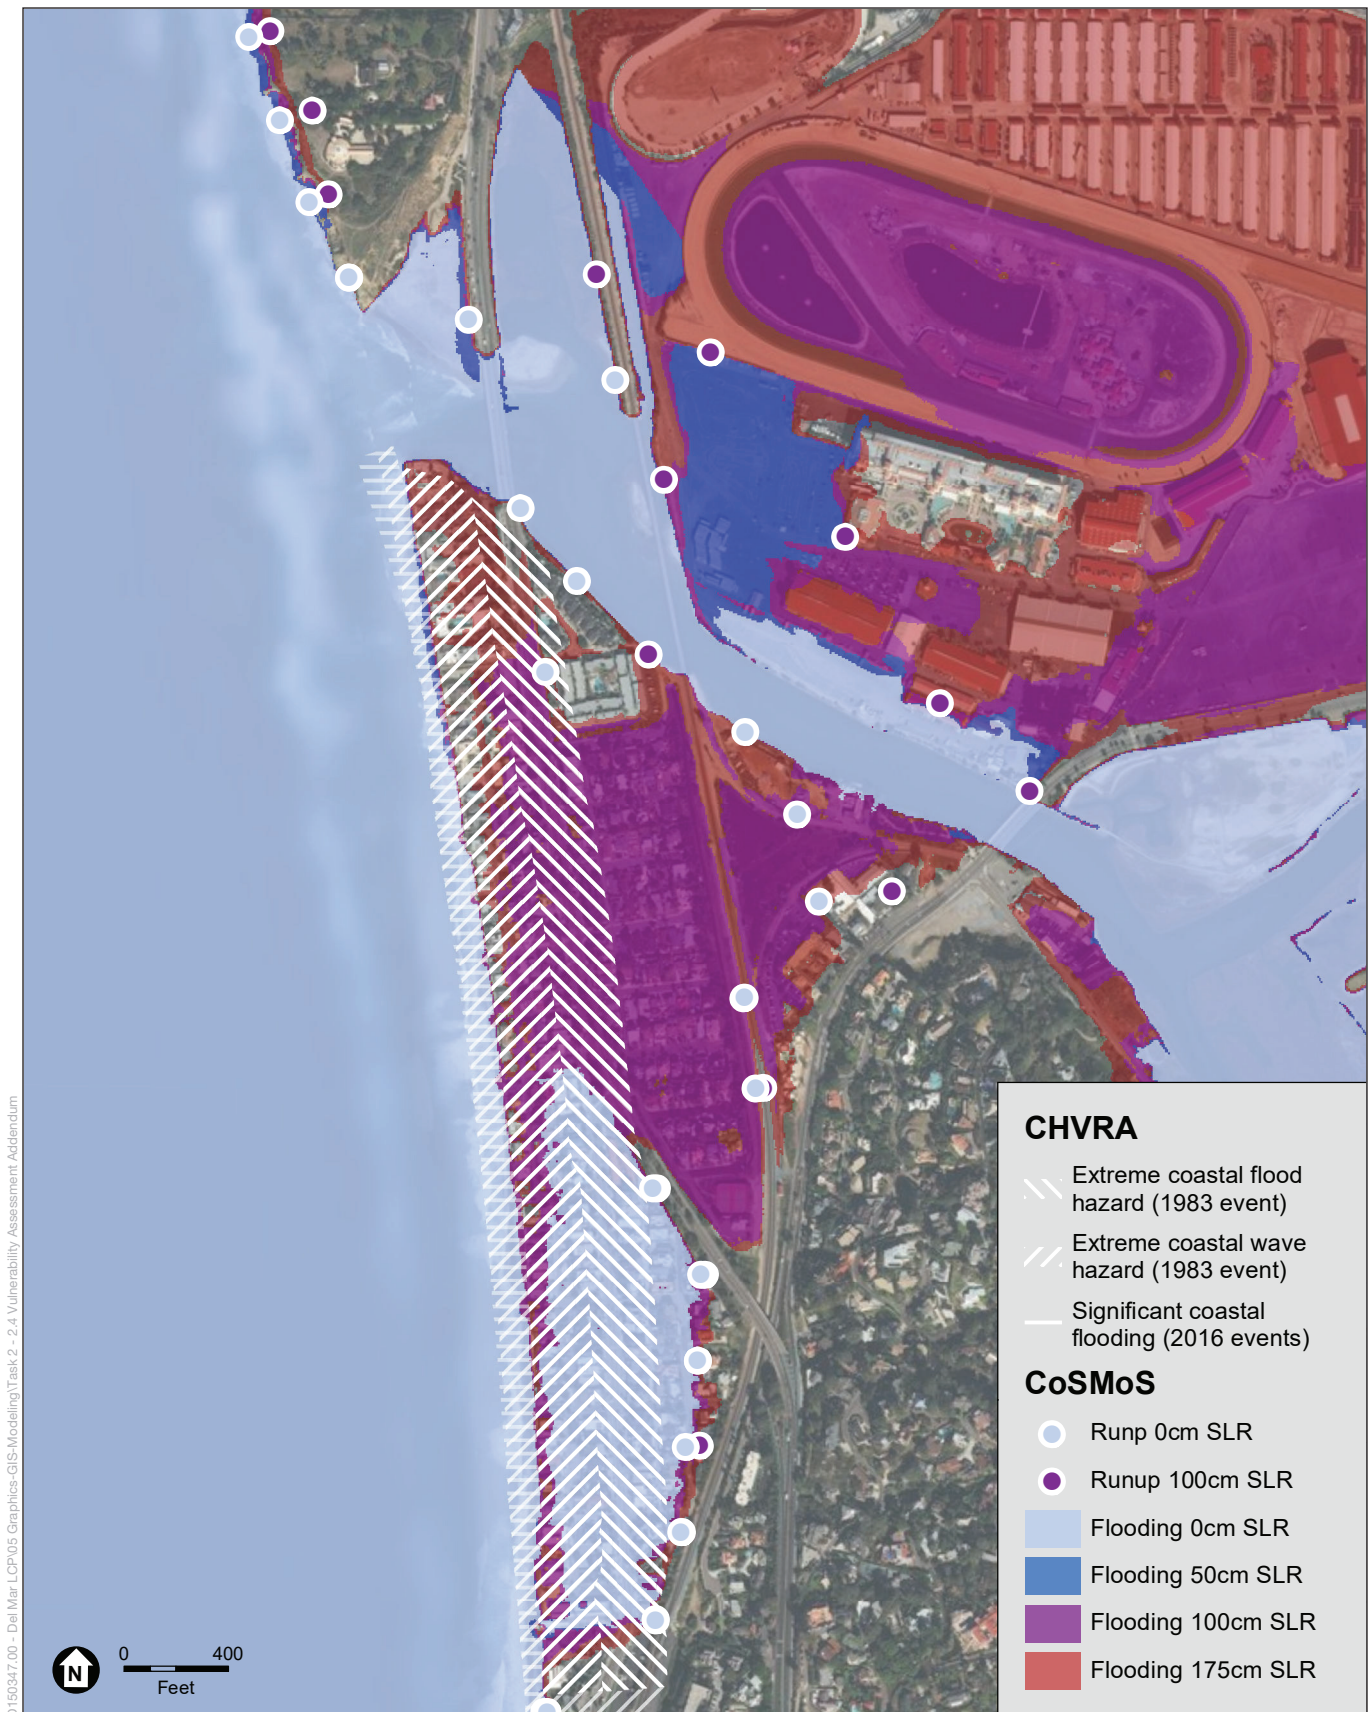 CHVRA
Extreme coastal flood
hazard (1983 event)
Extreme coastal wave
hazard (1983 event)
Significant coastal
flooding (2016 events)
CoSMoS
Runp 0cm SLR
Runup 100cm SLR
Flooding 0cm SLR
Flooding 50cm SLR
Flooding 100cm SLR
Flooding 175cm SLR
N
0 400
Feet
0150347.00 - Del Mar LCP\05 Graphics-GIS-Modeling\Task 2 - 2.4 Vulnerability Assessment Addendum